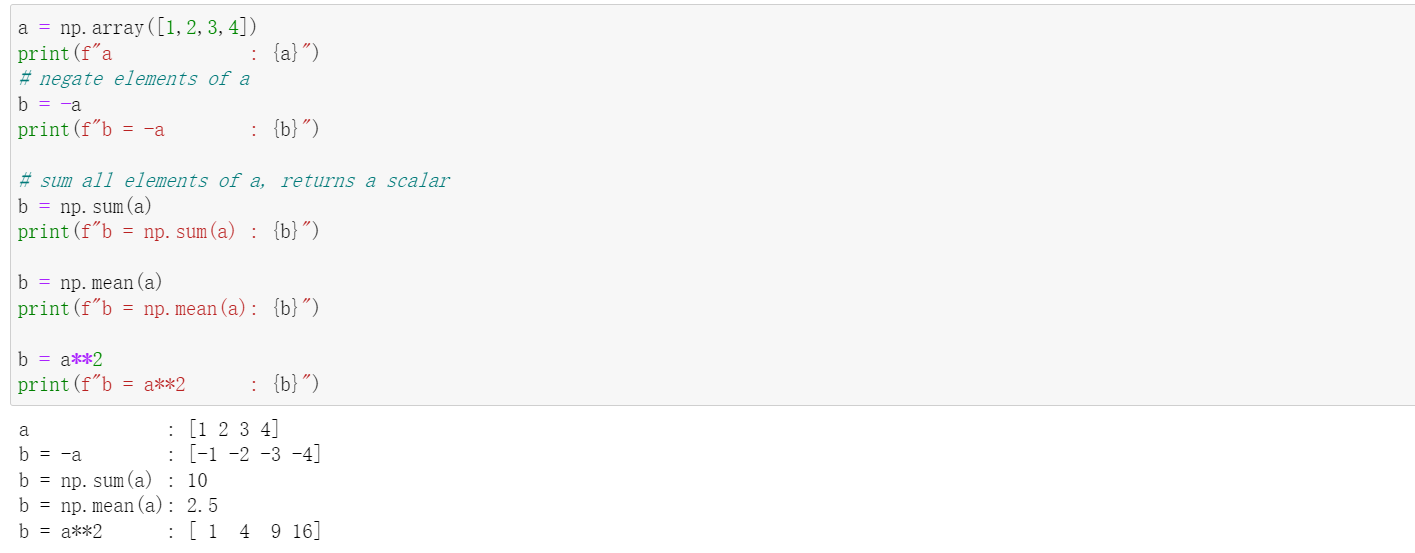 a = np.array([1,2,3,4])
print(f"a             : {a}")
# negate elements of a
b = -a
print(f"b = -a        : {b}")
# sum all elements of a, returns a scalar
b = np.sum(a)
print(f"b = np.sum(a) : {b}")
b = np.mean(a)
print(f"b = np.mean(a): {b}")
b = a**2
print(f"b = a**2      : {b}")
a             : [1 2 3 4]
b = -a        : [-1 -2 -3 -4]
b = np.sum(a) : 10
b = np.mean(a): 2.5
b = a**2      : [ 1  4  9 16]